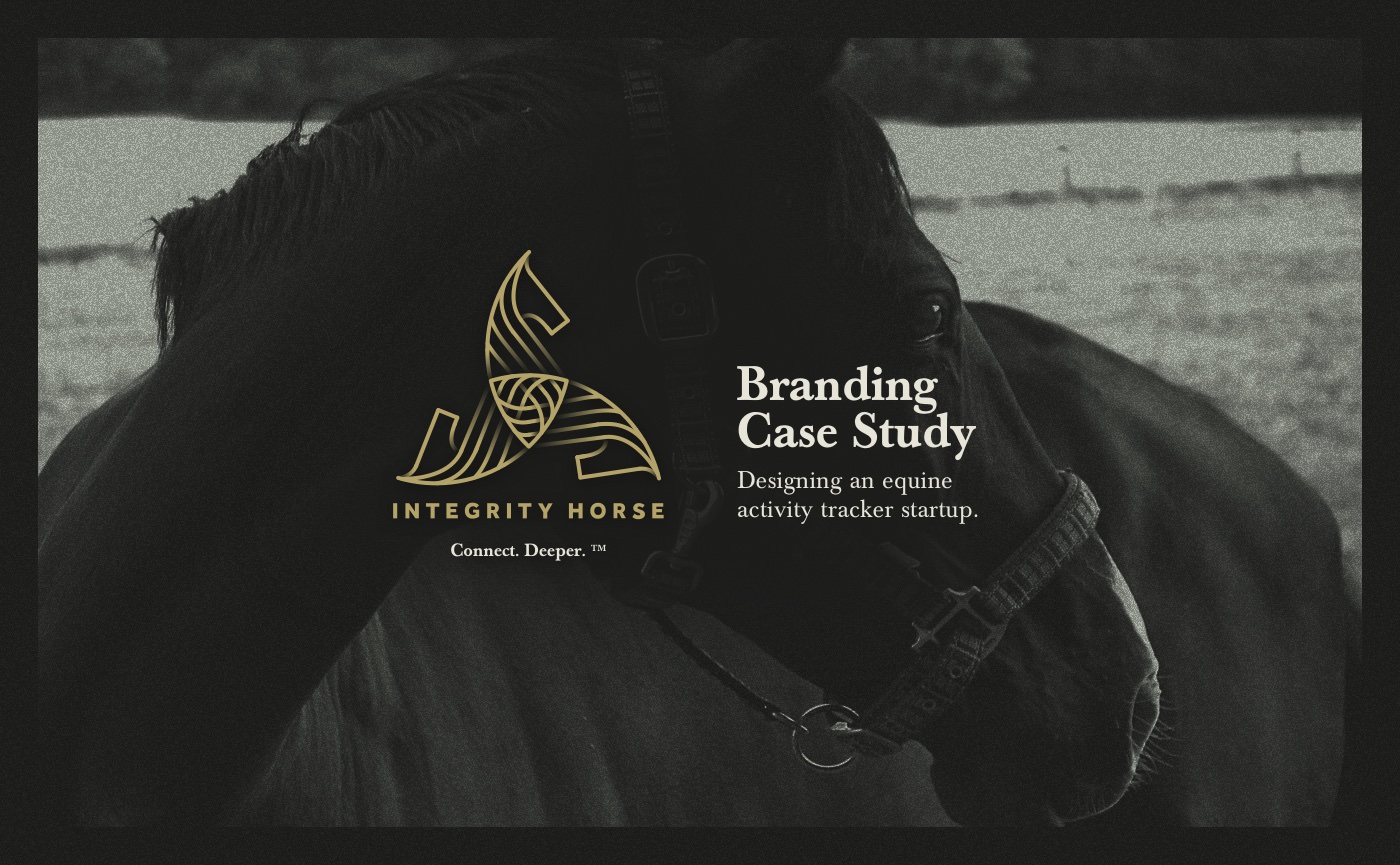 INTEGRITY HORSE
Connect. Deeper. ™
Branding
Case Study
Designing an equine
activity tracker startup.